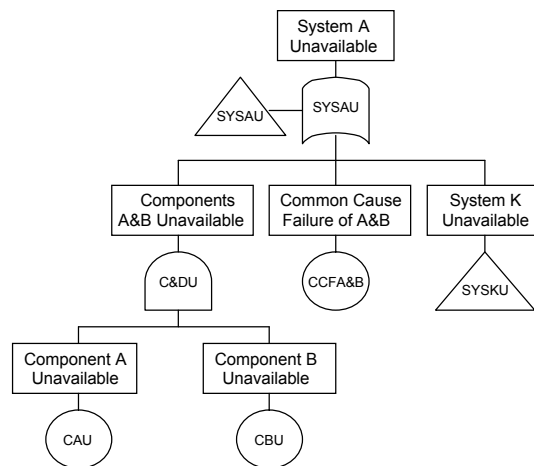 System A
Unavailable
SYSAU
SYSAU
Components
A&B Unavailable
Common Cause
Failure of A&B
System K
Unavailable
C&DU
CCFA&B
SYSKU
Component A
Unavailable
Component B
Unavailable
CAU
CBU